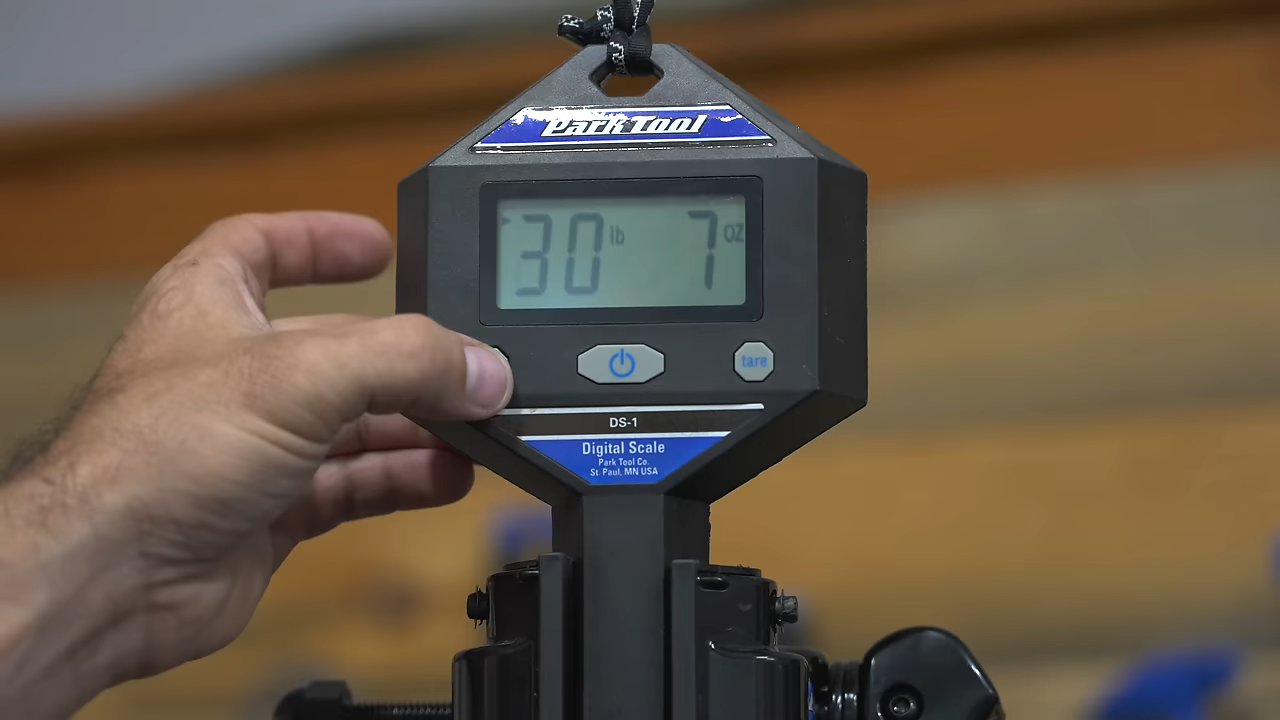 Park Tool
30 lb 7 oz
tare
DS-1
Digital Scale
Park Tool Co.
St. Paul, MN USA